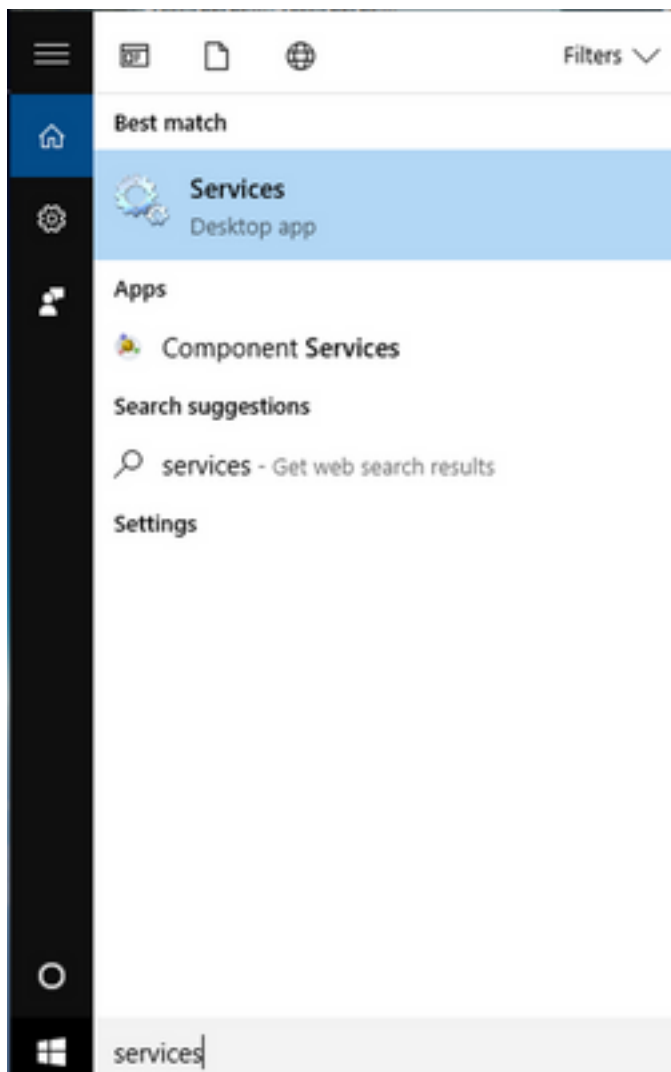 Filters
Best match
Services
Desktop app
Apps
Component Services
Search suggestions
services - Get web search results
Settings
services